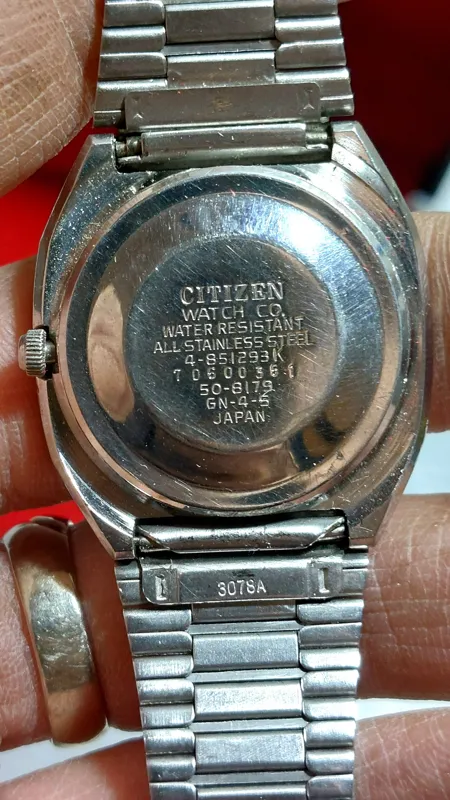 CITIZEN
WATCH CO.
WATER RESISTANT
ALL STAINLESS STEEL
4-851293K
70600361
50-8179
GN-4-S
JAPAN
3078A